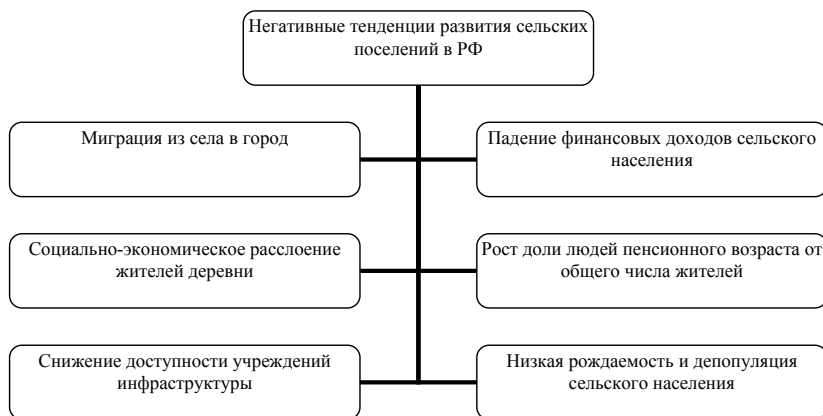 Негативные тенденции развития сельских
поселений в РФ
Миграция из села в город
Падение финансовых доходов сельского
населения
Социально-экономическое расслоение
жителей деревни
Рост доли людей пенсионного возраста от
общего числа жителей
Снижение доступности учреждений
инфраструктуры
Низкая рождаемость и депопуляция
сельского населения